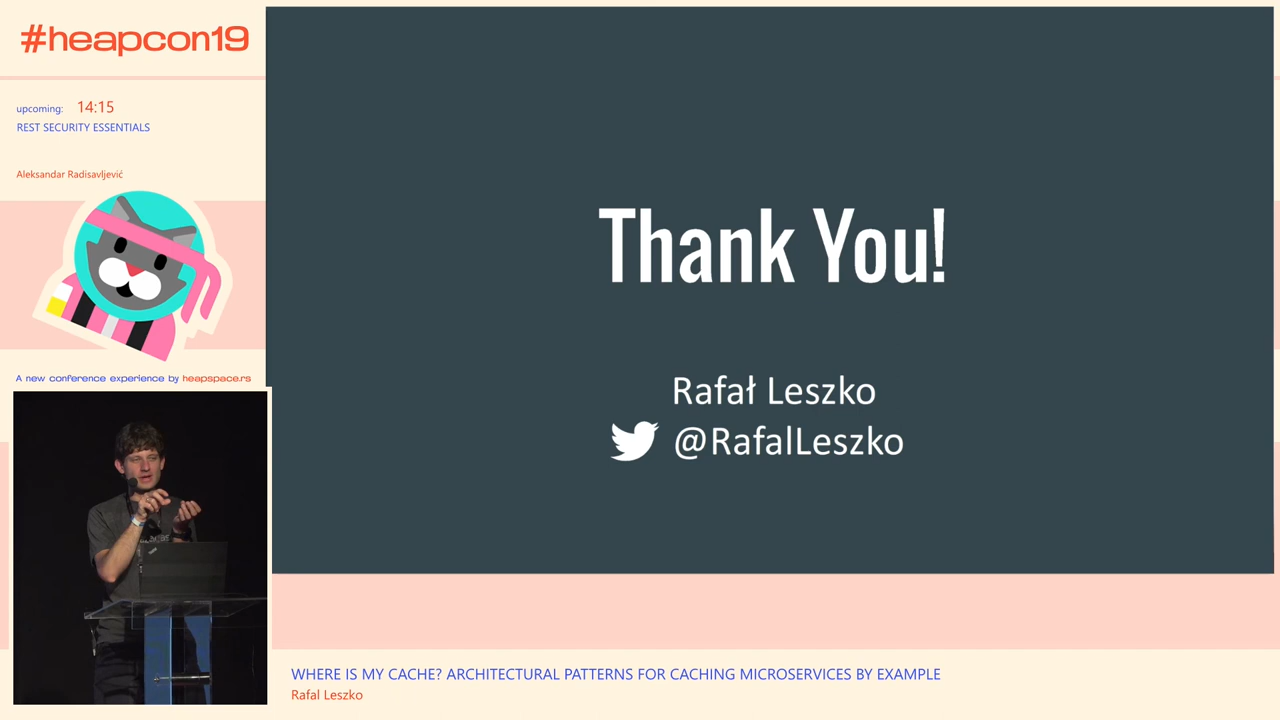 #heapcon19
upcoming: 14:15
REST SECURITY ESSENTIALS
Aleksandar Radisavljević
A new conference experience by heapspace.rs
Thank You!
Rafał Leszko
@RafalLeszko
WHERE IS MY CACHE? ARCHITECTURAL PATTERNS FOR CACHING MICROSERVICES BY EXAMPLE
Rafal Leszko